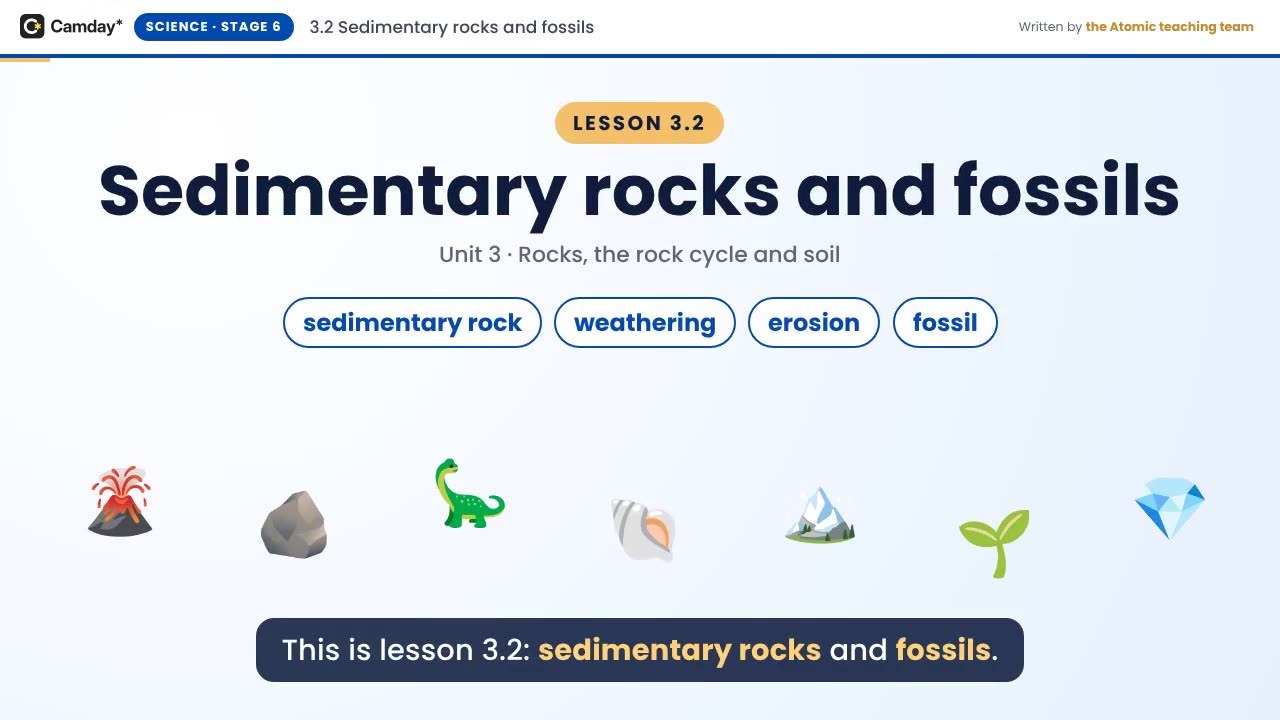 Camday*
SCIENCE · STAGE 6
3.2 Sedimentary rocks and fossils
Written by the Atomic teaching team
LESSON 3.2
Sedimentary rocks and fossils
Unit 3 · Rocks, the rock cycle and soil
sedimentary rock
weathering
erosion
fossil
This is lesson 3.2: sedimentary rocks and fossils.